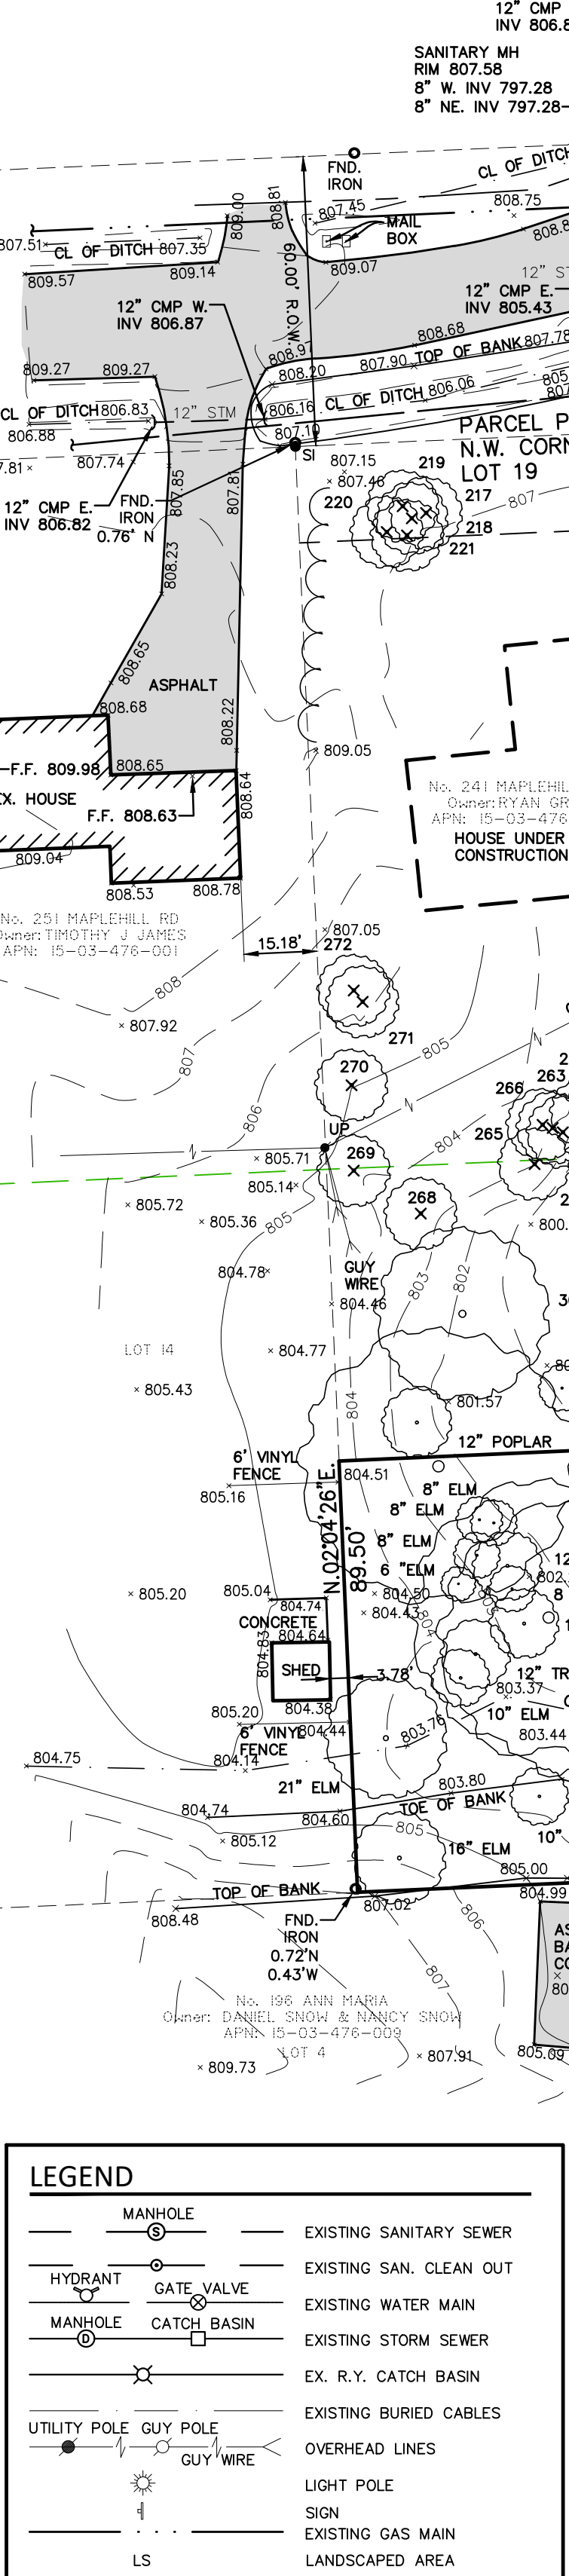 12" CMP
INV 806.8
SANITARY MH
RIM 807.58
8" W. INV 797.28
8" NE. INV 797.28-
FND.
IRON
CL OF DITCH
809.00
808.81
807.45
808.75
MAIL
BOX
807.51
CL OF DITCH 807.35
809.57
809.14
809.07
808.8
60.00' R.O.W.
12" ST
12" CMP W.
INV 806.87
12" CMP E.
INV 805.43
808.68
808.9
807.90
TOP OF BANK
807.78
809.27
809.27
808.20
CL OF DITCH
806.83
12" STM
806.16
CL OF DITCH
806.06
805
807
806.88
807.10
PARCEL P
N.W. CORN
LOT 19
SI
7.81
807.74
807.85
807.8
807.15
807.46
219
217
220
218
221
807
12" CMP E.
INV 806.82
FND.
IRON
0.76' N
808.23
808.65
ASPHALT
808.68
808.22
809.05
F.F. 809.98
808.65
808.64
EX. HOUSE
F.F. 808.63
No. 241 MAPLEHIL
Owner: RYAN GR
APN: 15-03-476
HOUSE UNDER
CONSTRUCTION
809.04
808.53
808.78
No. 251 MAPLEHILL RD
Owner: TIMOTHY J JAMES
APN: 15-03-476-001
15.18'
272
807.05
808
807.92
807
271
805
270
806
266
263
UP
804
265
805.71
269
805.14
805.72
805.36
805
268
800.
804.78
GUY
WIRE
803
802
804.46
LOT 14
804.77
805.43
804
801.57
12" POPLAR
6' VINYL
FENCE
804.51
805.16
N.02°04'26"E.
89.50'
8" ELM
8" ELM
8" ELM
6 "ELM
805.20
805.04
804.74
804.50
804.43
804
803
802.
CONCRETE
804.83
804.64
SHED
3.78'
12" TR
803.37
804.38
10" ELM
805.20
6' VINYL
FENCE
804.44
803.76
803.44
804.75
804.14
21" ELM
803.80
804.74
804.60
TOE OF BANK
805.12
805
16" ELM
10"
805.00
TOP OF BANK
804.99
808.48
807.02
806
FND.
IRON
0.72'N
0.43'W
807
No. 196 ANN MARIA
Owner: DANIEL SNOW & NANCY SNOW
APN: 15-03-476-009
LOT 4
809.73
807.91
805.09
LEGEND
MANHOLE
S
EXISTING SANITARY SEWER
EXISTING SAN. CLEAN OUT
HYDRANT
GATE VALVE
EXISTING WATER MAIN
MANHOLE
CATCH BASIN
D
EXISTING STORM SEWER
EX. R.Y. CATCH BASIN
EXISTING BURIED CABLES
UTILITY POLE
GUY POLE
GUY WIRE
OVERHEAD LINES
LIGHT POLE
SIGN
EXISTING GAS MAIN
LS
LANDSCAPED AREA